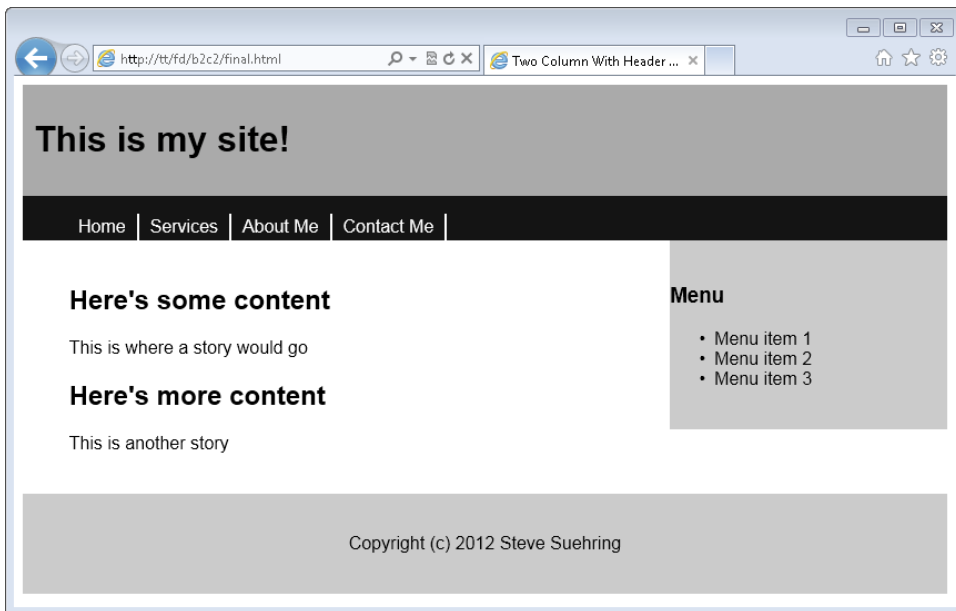 http://tt/fd/b2c2/final.html
Two Column With Header ...
This is my site!
Home Services About Me Contact Me
Here's some content
This is where a story would go
Here's more content
This is another story
Menu
• Menu item 1
• Menu item 2
• Menu item 3
Copyright (c) 2012 Steve Suehring